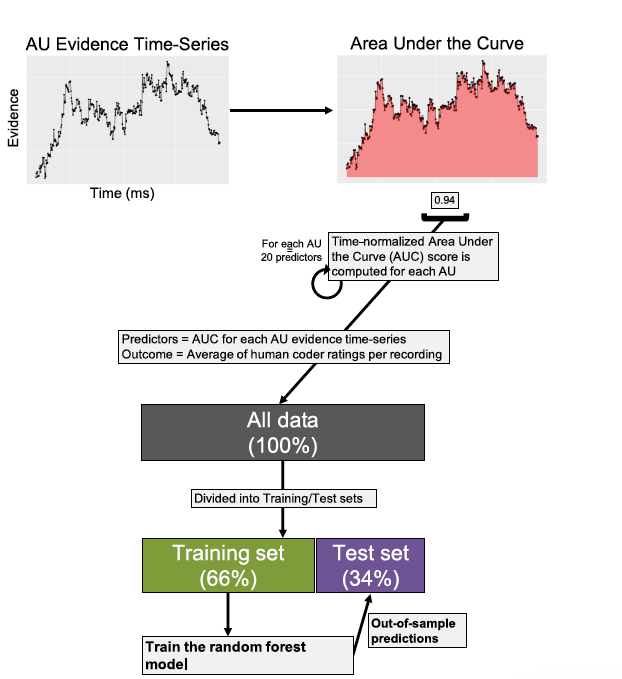 AU Evidence Time-Series
Area Under the Curve
Evidence
Time (ms)
0.94
For each AU
=
20 predictors
Time-normalized Area Under
the Curve (AUC) score is
computed for each AU
Predictors = AUC for each AU evidence time-series
Outcome = Average of human coder ratings per recording
All data
(100%)
Divided into Training/Test sets
Training set
(66%)
Test set
(34%)
Out-of-sample
predictions
Train the random forest
model